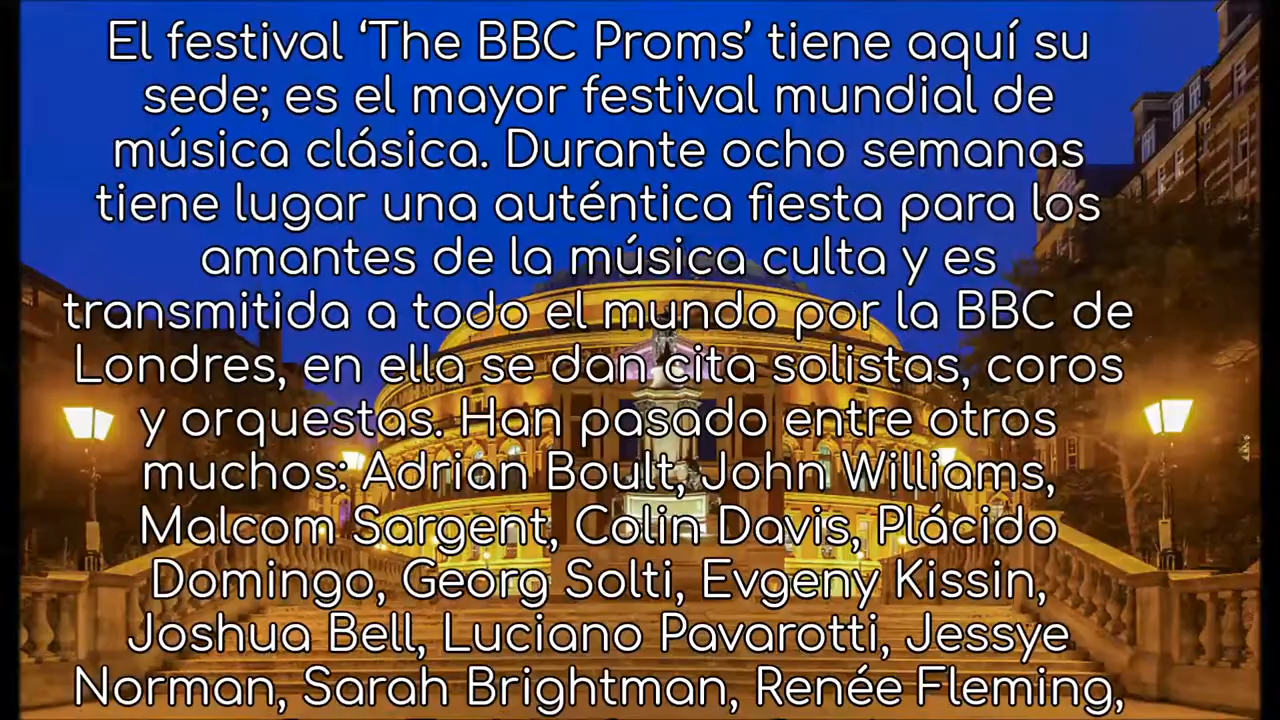 El festival ‘The BBC Proms’ tiene aquí su
sede; es el mayor festival mundial de
música clásica. Durante ocho semanas
tiene lugar una auténtica fiesta para los
amantes de la música culta y es
transmitida a todo el mundo por la BBC de
Londres, en ella se dan cita solistas, coros
y orquestas. Han pasado entre otros
muchos: Adrian Boult, John Williams,
Malcom Sargent, Colin Davis, Plácido
Domingo, Georg Solti, Evgeny Kissin,
Joshua Bell, Luciano Pavarotti, Jessye
Norman, Sarah Brightman, Renée Fleming,